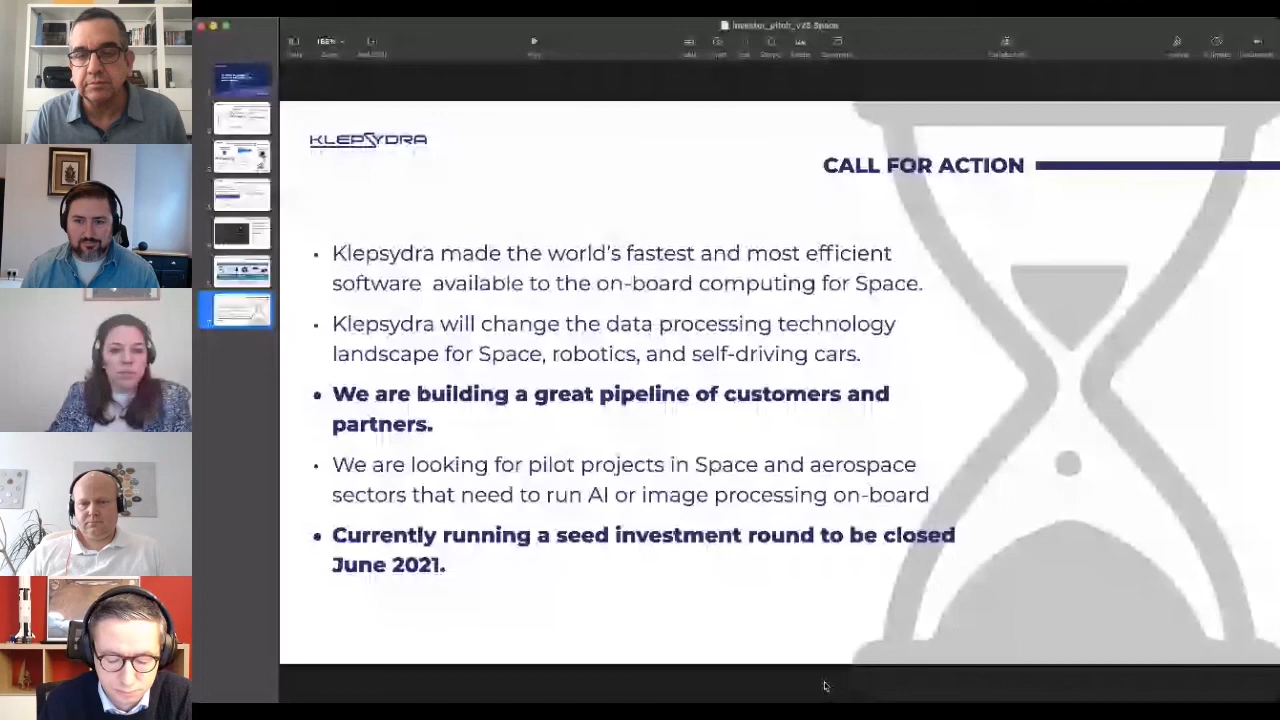 Investor_pitch_v26 Space
KLEPSYDRA
CALL FOR ACTION
Klepsydra made the world's fastest and most efficient
software available to the on-board computing for Space.
Klepsydra will change the data processing technology
landscape for Space, robotics, and self-driving cars.
We are building a great pipeline of customers and
partners.
We are looking for pilot projects in Space and aerospace
sectors that need to run AI or image processing on-board
Currently running a seed investment round to be closed
June 2021.